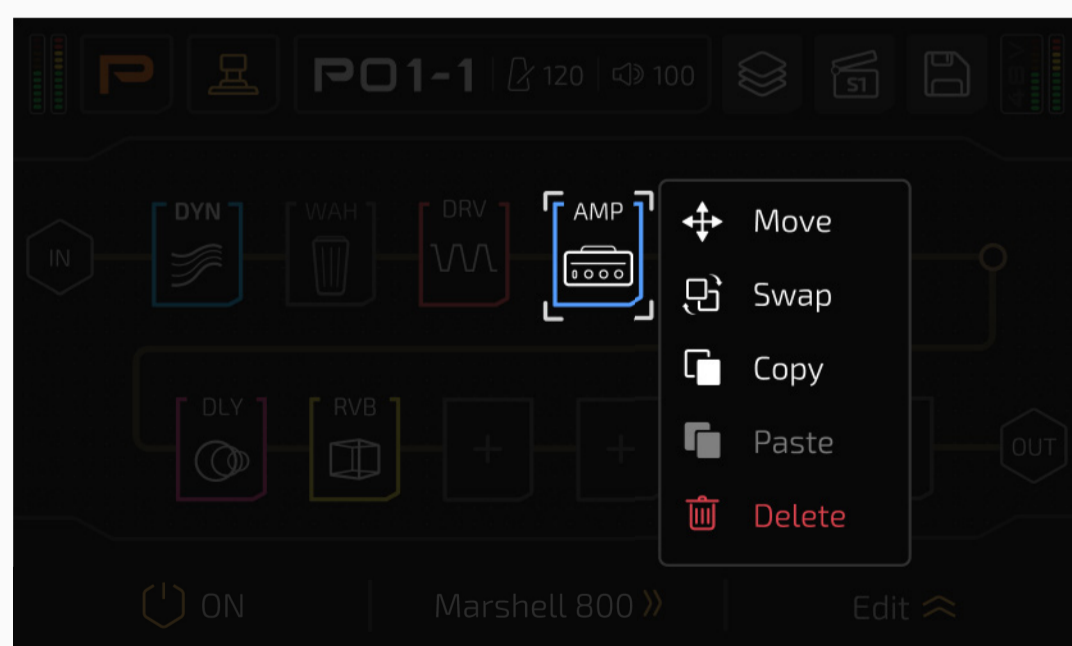 P01-1 120 100 S1
DYN WAH DRV AMP
IN
Move
Swap
Copy
Paste
Delete
DLY RVB
OUT
ON Marshell 800 Edit